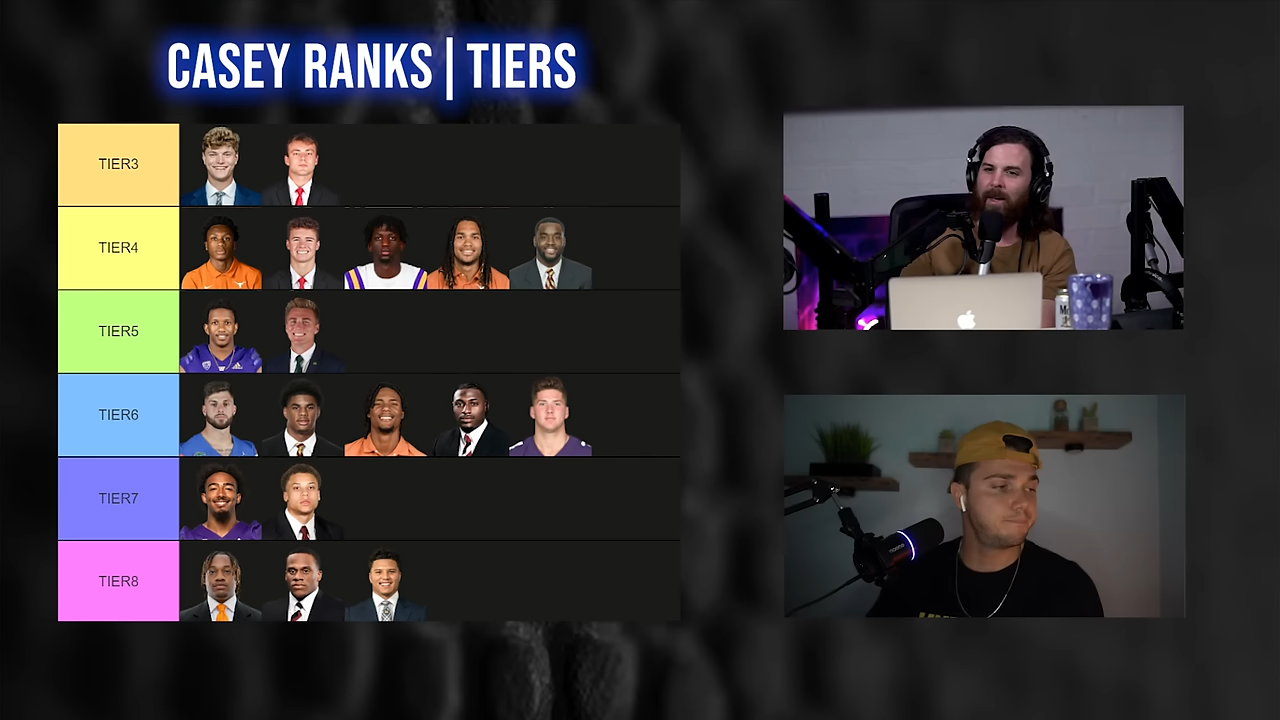 CASEY RANKS | TIERS
TIER3
TIER4
TIER5
TIER6
TIER7
TIER8